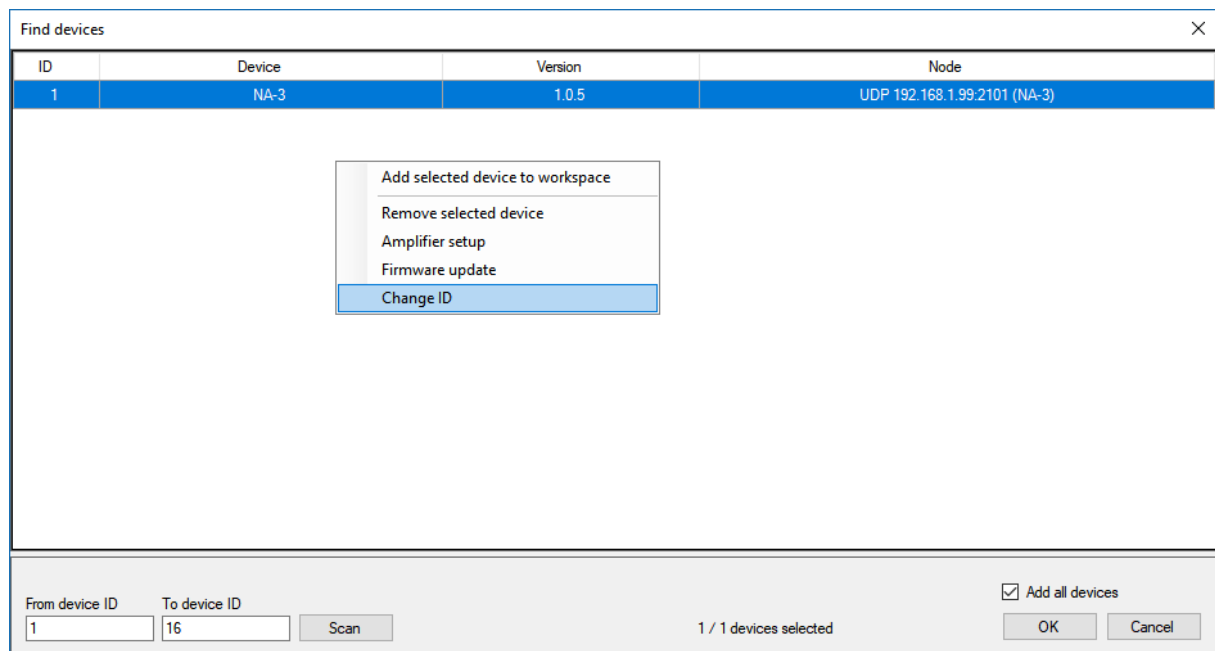 Find devices
ID Device Version Node
1 NA-3 1.0.5 UDP 192.168.1.99:2101 (NA-3)
Add selected device to workspace
Remove selected device
Amplifier setup
Firmware update
Change ID
Add all devices
From device ID To device ID
1 16 Scan 1 / 1 devices selected OK Cancel